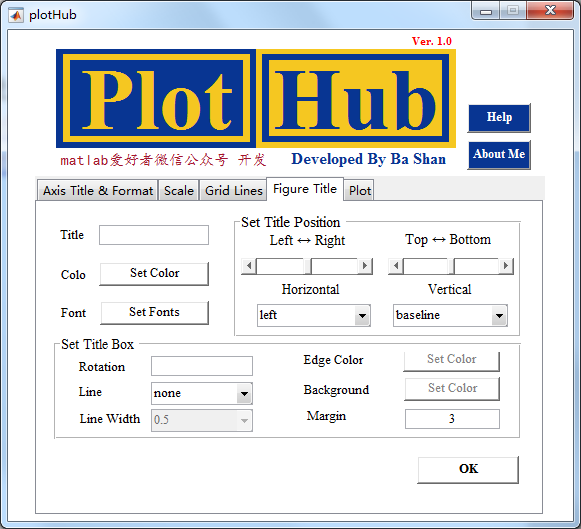 plotHub
Ver. 1.0
Plot Hub
Help
About Me
matlab爱好者微信公众号 开发 Developed By Ba Shan
Axis Title & Format Scale Grid Lines Figure Title Plot
Title
Colo Set Color
Font Set Fonts
Set Title Position
Left ↔ Right Top ↔ Bottom
Horizontal Vertical
left baseline
Set Title Box
Rotation
Line none
Line Width 0.5
Edge Color Set Color
Background Set Color
Margin 3
OK